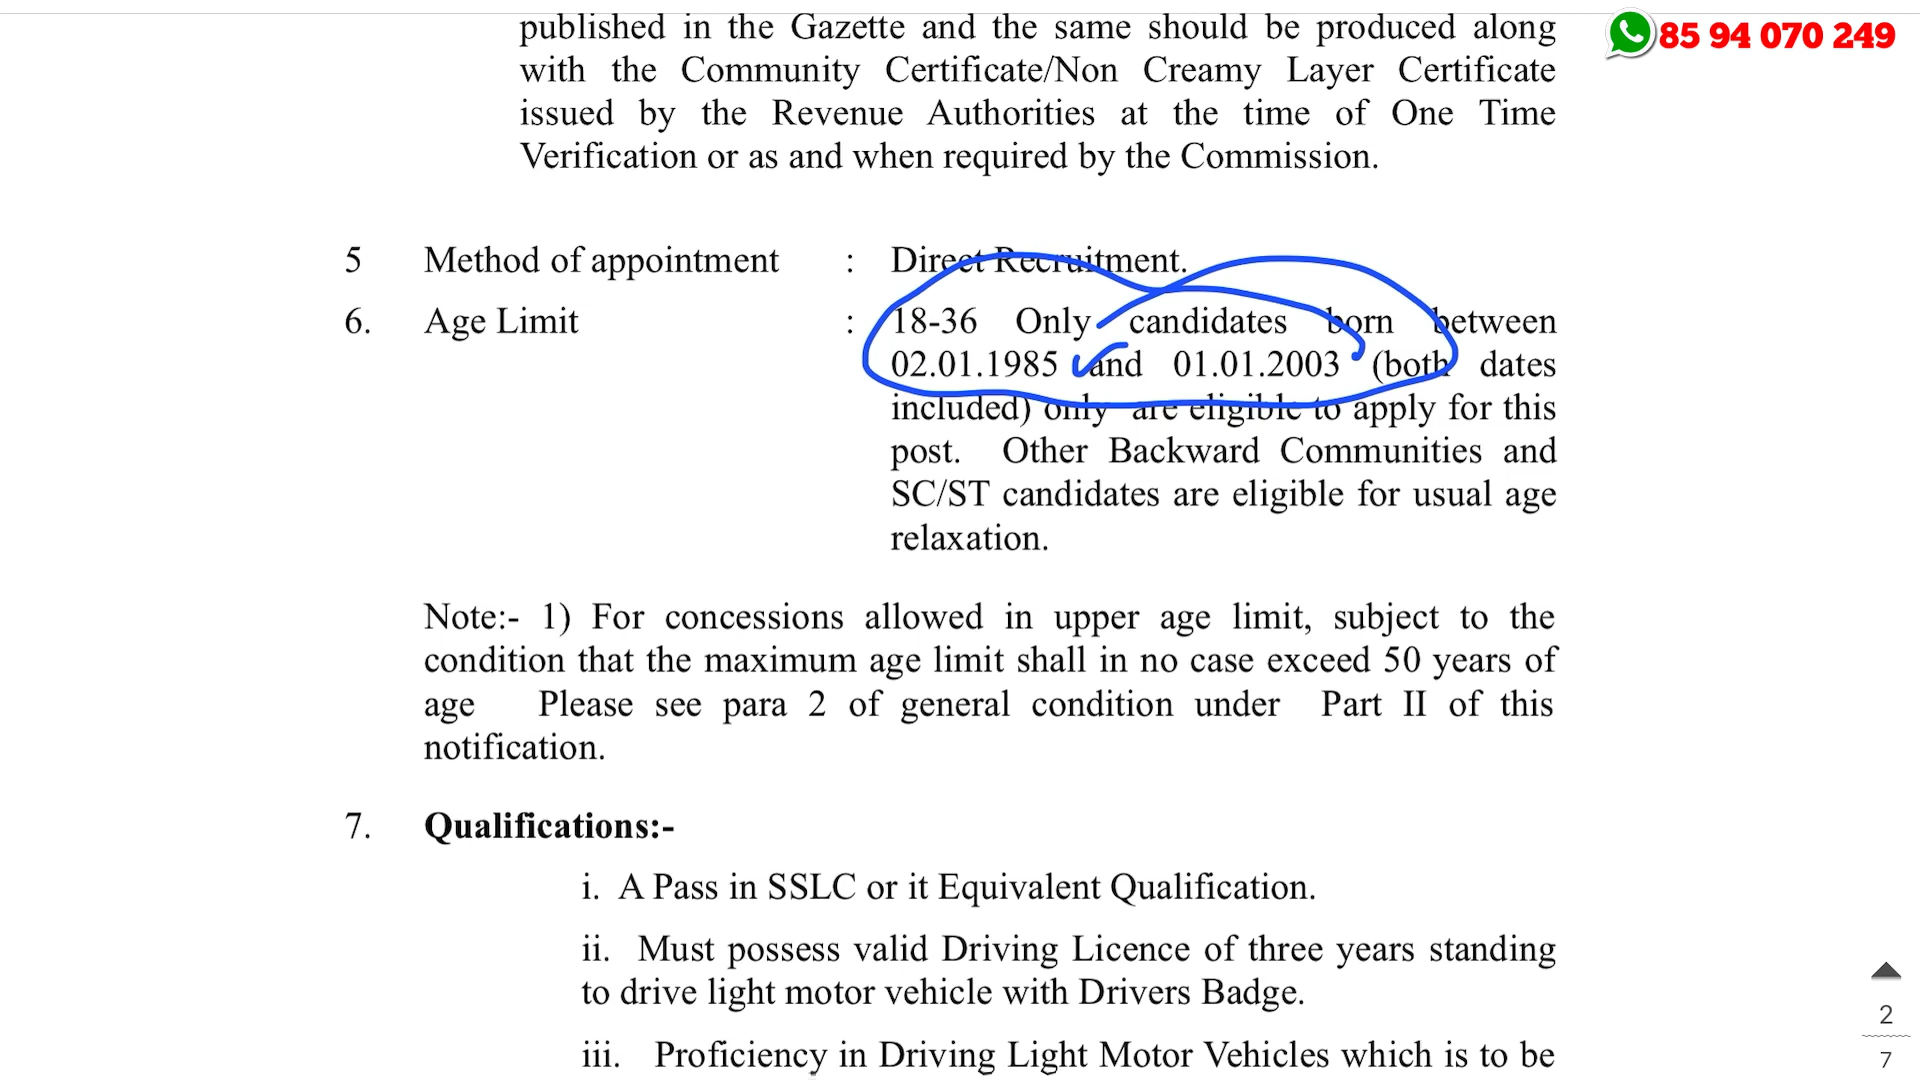 published in the Gazette and the same should be produced along
with the Community Certificate/Non Creamy Layer Certificate
issued by the Revenue Authorities at the time of One Time
Verification or as and when required by the Commission.
85 94 070 249
5 Method of appointment : Direct Recruitment.
6. Age Limit : 18-36 Only candidates born between
02.01.1985 and 01.01.2003 (both dates
included) only are eligible to apply for this
post. Other Backward Communities and
SC/ST candidates are eligible for usual age
relaxation.
Note:- 1) For concessions allowed in upper age limit, subject to the
condition that the maximum age limit shall in no case exceed 50 years of
age Please see para 2 of general condition under Part II of this
notification.
7. Qualifications:-
i. A Pass in SSLC or it Equivalent Qualification.
ii. Must possess valid Driving Licence of three years standing
to drive light motor vehicle with Drivers Badge.
iii. Proficiency in Driving Light Motor Vehicles which is to be
2
7